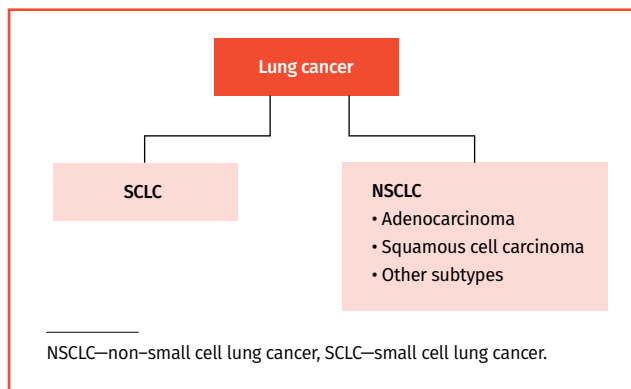 Lung cancer
SCLC
NSCLC
• Adenocarcinoma
• Squamous cell carcinoma
• Other subtypes
NSCLC—non–small cell lung cancer, SCLC—small cell lung cancer.